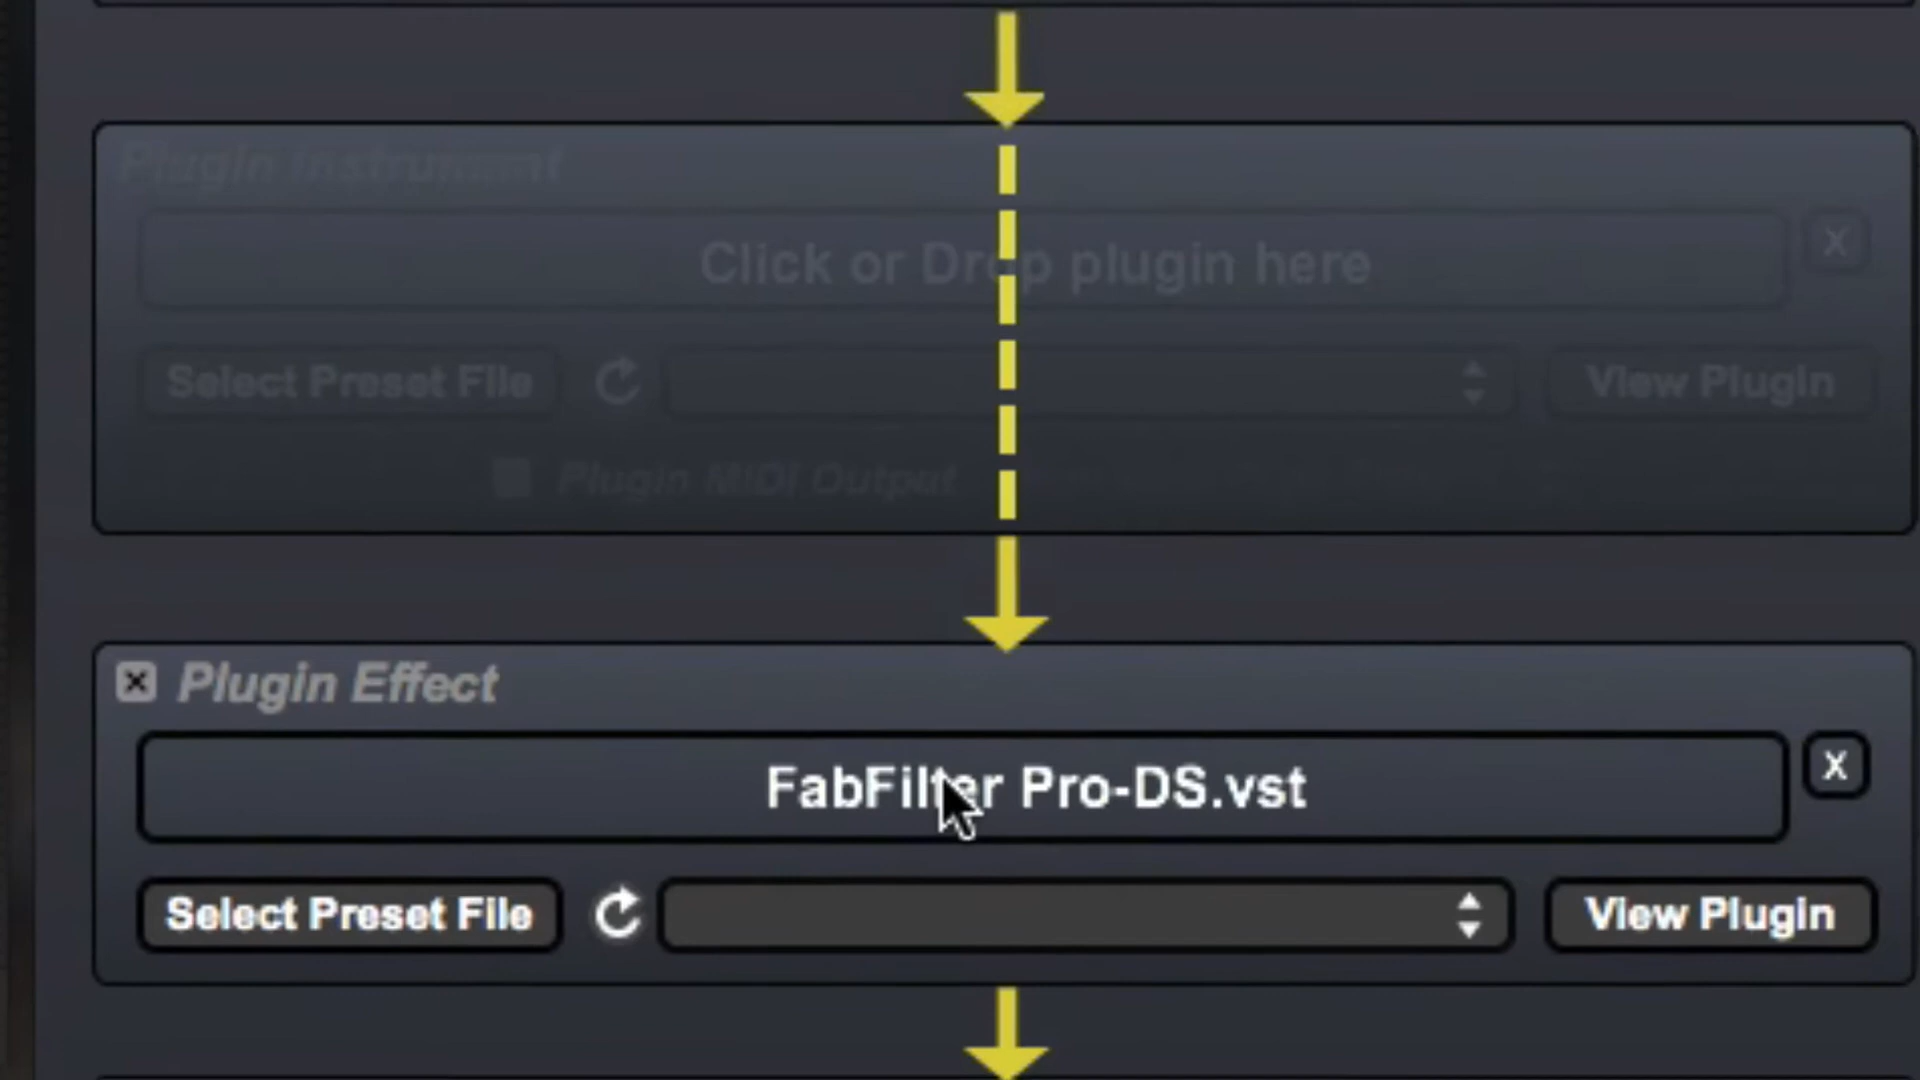 Plugin Instrument
Click or Drop plugin here
X
Select Preset File
View Plugin
Plugin MIDI Output
Plugin Effect
FabFilter Pro-DS.vst
X
Select Preset File
View Plugin